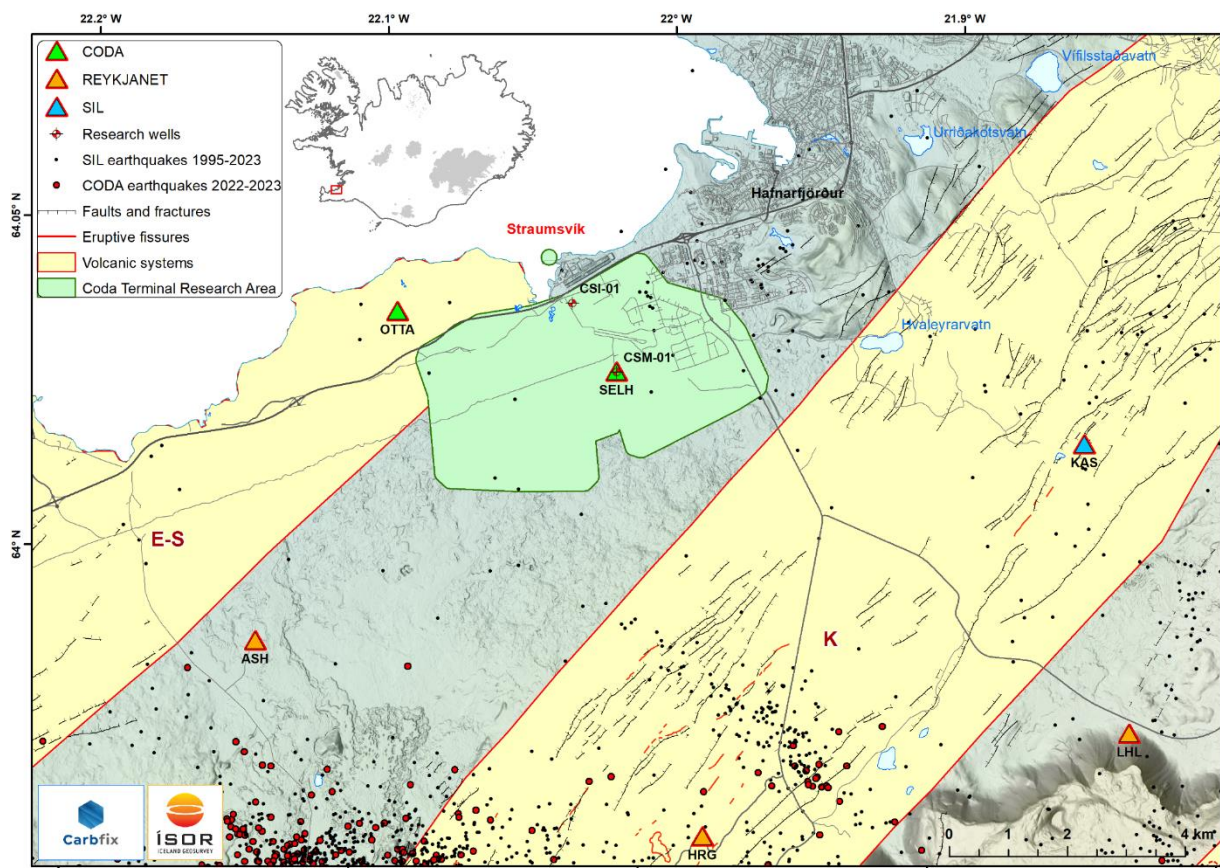 22.2°W
22.1°W
22°W
21.9°W
CODA
REYKJANET
SIL
Research wells
SIL earthquakes 1995-2023
CODA earthquakes 2022-2023
Faults and fractures
Eruptive fissures
Volcanic systems
Coda Terminal Research Area
Vífilsstaðavatn
Urriðakotsvatn
Hafnarfjörður
64.05°N
Straumsvík
CSI-01
OTTA
Hvaleyrarvatn
CSM-01
SELH
KAS
E-S
64°N
K
ASH
LHL
Carbfix
ÍSOR
ICELAND GEOSURVEY
HRG
0 1 2 4 km